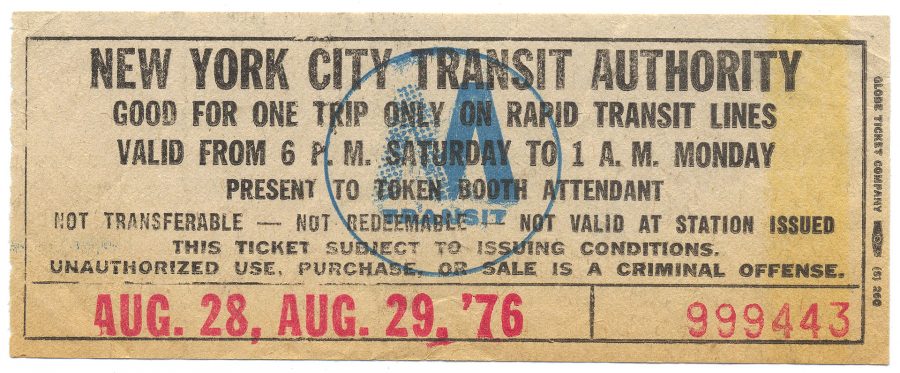 NEW YORK CITY TRANSIT AUTHORITY
GOOD FOR ONE TRIP ONLY ON RAPID TRANSIT LINES
VALID FROM 6 P. M. SATURDAY TO 1 A. M. MONDAY
PRESENT TO TOKEN BOOTH ATTENDANT
TRANSIT
NOT TRANSFERABLE — NOT REDEEMABLE — NOT VALID AT STATION ISSUED
THIS TICKET SUBJECT TO ISSUING CONDITIONS.
UNAUTHORIZED USE, PURCHASE, OR SALE IS A CRIMINAL OFFENSE.
AUG. 28, AUG. 29, '76
999443
GLOBE TICKET COMPANY